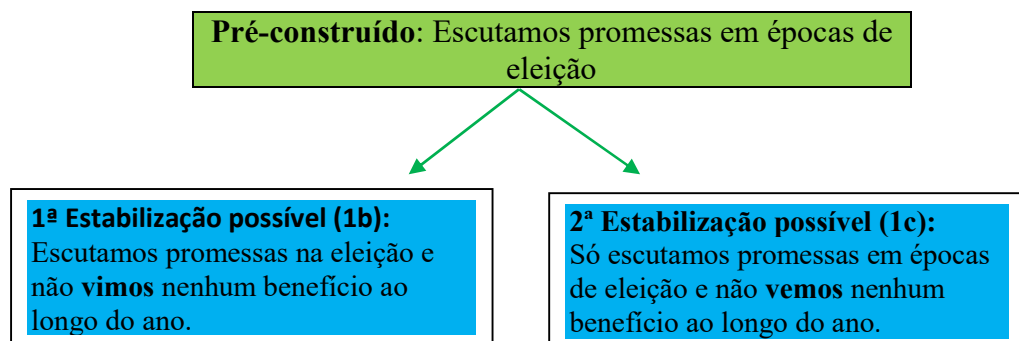 Pré-construído: Escutamos promessas em épocas de
eleição
1ª Estabilização possível (1b):
Escutamos promessas na eleição e
não vimos nenhum benefício ao
longo do ano.
2ª Estabilização possível (1c):
Só escutamos promessas em épocas
de eleição e não vemos nenhum
benefício ao longo do ano.